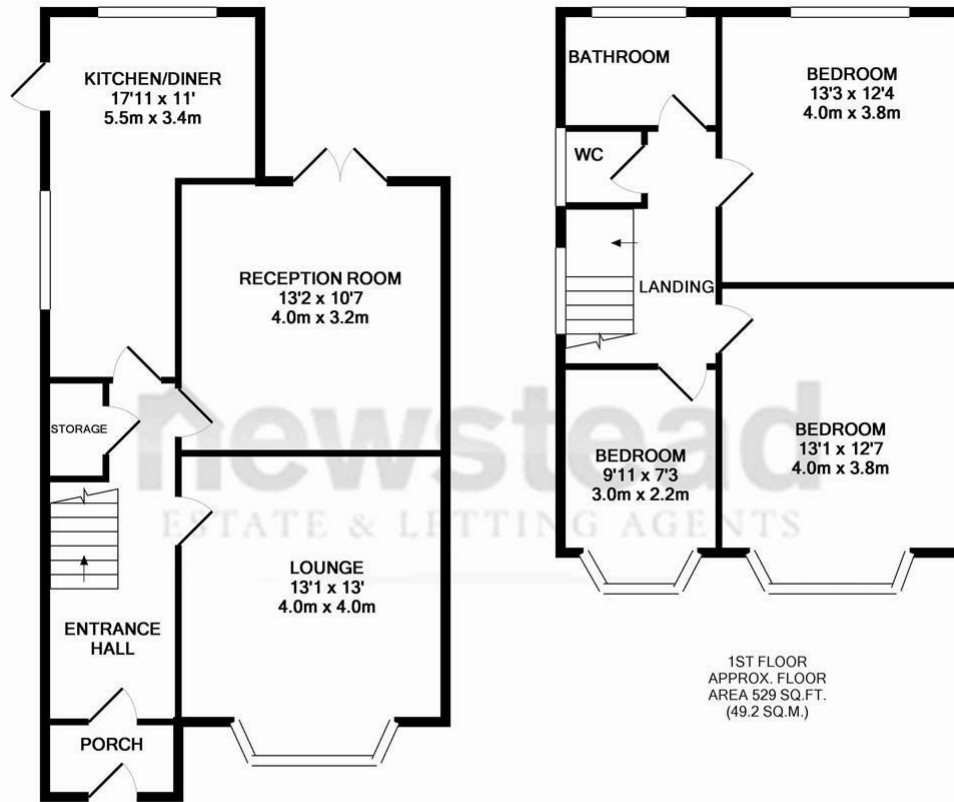 KITCHEN/DINER
17'11 x 11'
5.5m x 3.4m
RECEPTION ROOM
13'2 x 10'7
4.0m x 3.2m
STORAGE
LOUNGE
13'1 x 13'
4.0m x 4.0m
ENTRANCE
HALL
PORCH
BATHROOM
BEDROOM
13'3 x 12'4
4.0m x 3.8m
WC
LANDING
BEDROOM
9'11 x 7'3
3.0m x 2.2m
BEDROOM
13'1 x 12'7
4.0m x 3.8m
1ST FLOOR
APPROX. FLOOR
AREA 529 SQ.FT.
(49.2 SQ.M.)
newstead
ESTATE & LETTING AGENTS